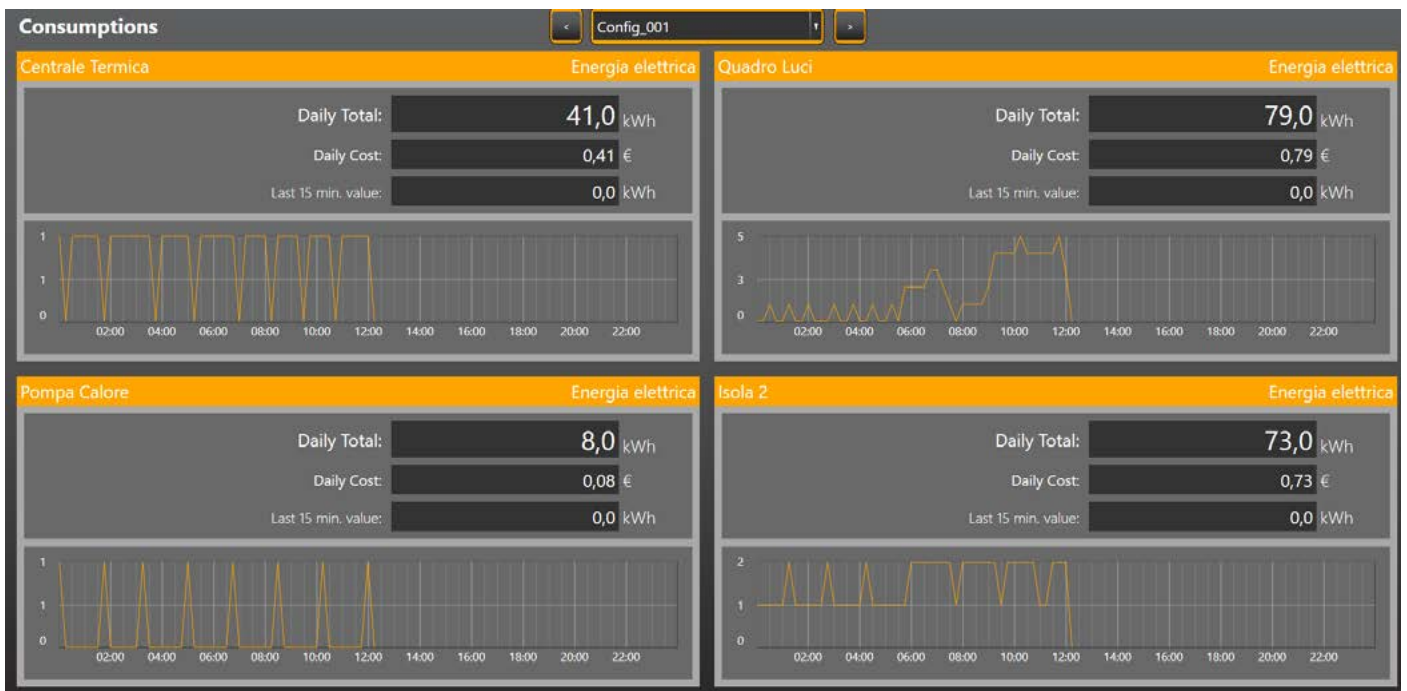 Consumptions
< Config_001 >
Centrale Termica Energia elettrica
Daily Total: 41,0 kWh
Daily Cost: 0,41 €
Last 15 min. value: 0,0 kWh
1
1
0
02:00 04:00 06:00 08:00 10:00 12:00 14:00 16:00 18:00 20:00 22:00
Quadro Luci Energia elettrica
Daily Total: 79,0 kWh
Daily Cost: 0,79 €
Last 15 min. value: 0,0 kWh
5
3
0
02:00 04:00 06:00 08:00 10:00 12:00 14:00 16:00 18:00 20:00 22:00
Pompa Calore Energia elettrica
Daily Total: 8,0 kWh
Daily Cost: 0,08 €
Last 15 min. value: 0,0 kWh
1
1
0
02:00 04:00 06:00 08:00 10:00 12:00 14:00 16:00 18:00 20:00 22:00
Isola 2 Energia elettrica
Daily Total: 73,0 kWh
Daily Cost: 0,73 €
Last 15 min. value: 0,0 kWh
2
1
0
02:00 04:00 06:00 08:00 10:00 12:00 14:00 16:00 18:00 20:00 22:00